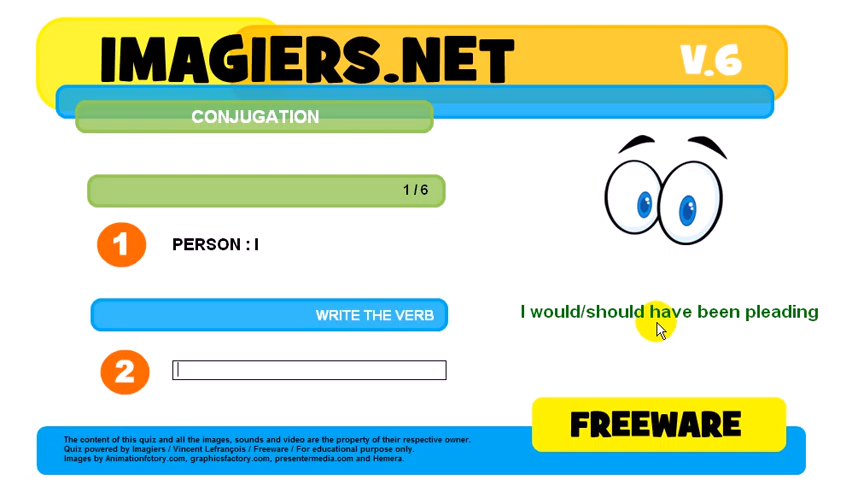 IMAGIERS.NET
V.6
CONJUGATION
1 / 6
1
PERSON : I
WRITE THE VERB
I would/should have been pleading
2
FREEWARE
The content of this quiz and all the images, sounds and video are the property of their respective owner.
Quiz powered by Imagiers / Vincent Lefrançois / Freeware / For educational purpose only.
Images by Animationfotory.com, graphicsfactory.com, presentermedia.com and Hemera.